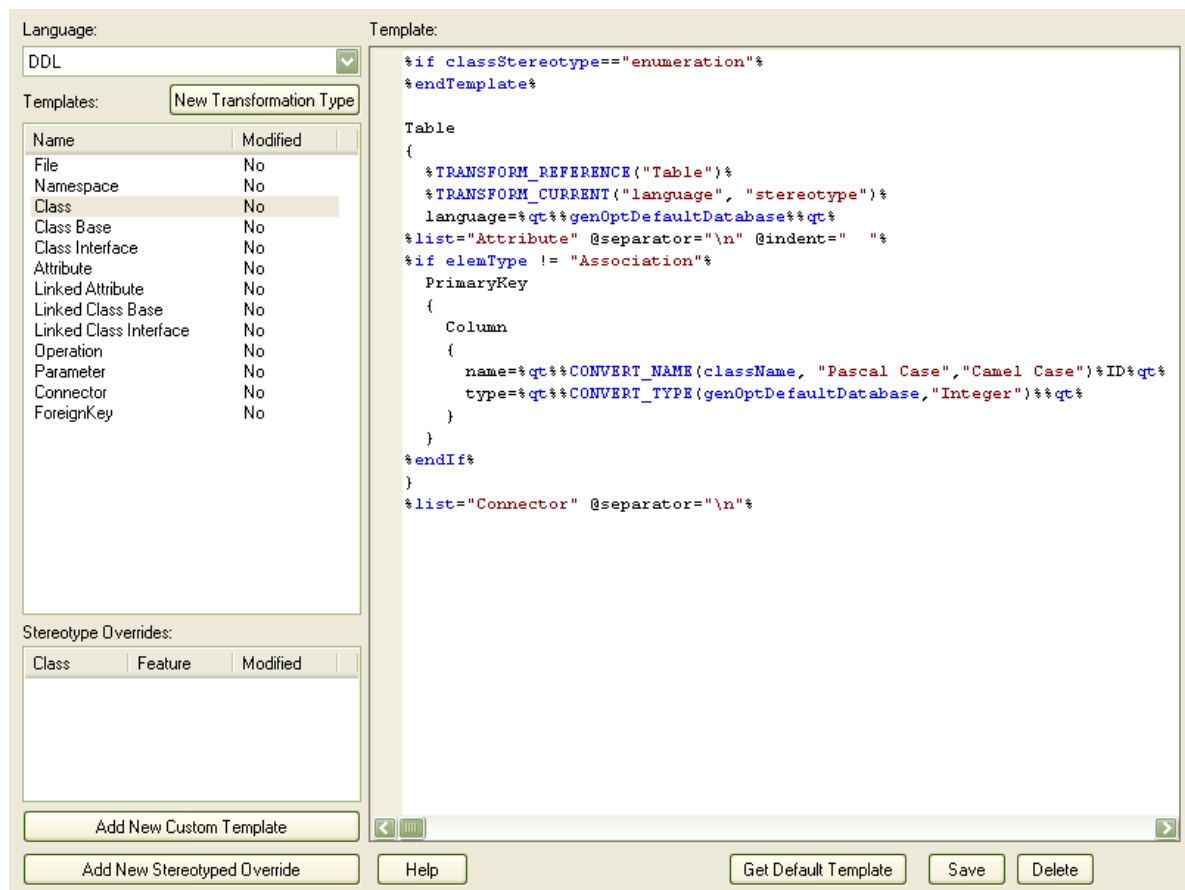 Language:
DDL
Templates:
New Transformation Type
Name Modified
File No
Namespace No
Class No
Class Base No
Class Interface No
Attribute No
Linked Attribute No
Linked Class Base No
Linked Class Interface No
Operation No
Parameter No
Connector No
ForeignKey No
Stereotype Overrides:
Class Feature Modified
Add New Custom Template
Add New Stereotyped Override
Template:
%if classStereotype=="enumeration"%
%endTemplate%

Table
{
  %TRANSFORM_REFERENCE("Table")%
  %TRANSFORM_CURRENT("language", "stereotype")%
  language=%qt%%genOptDefaultDatabase%%qt%
%list="Attribute" @separator="\n" @indent="  "%
%if elemType != "Association"%
  PrimaryKey
  {
    Column
    {
      name=%qt%%CONVERT_NAME(className, "Pascal Case","Camel Case")%ID%qt%
      type=%qt%%CONVERT_TYPE(genOptDefaultDatabase,"Integer")%%qt%
    }
  }
%endIf%
}
%list="Connector" @separator="\n"%
Help
Get Default Template
Save
Delete